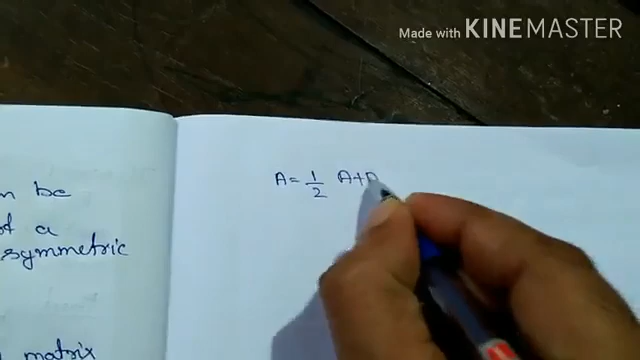 Made with KINEMASTER
n be
of a
symmetric
matrix
A = 1/2 A+A